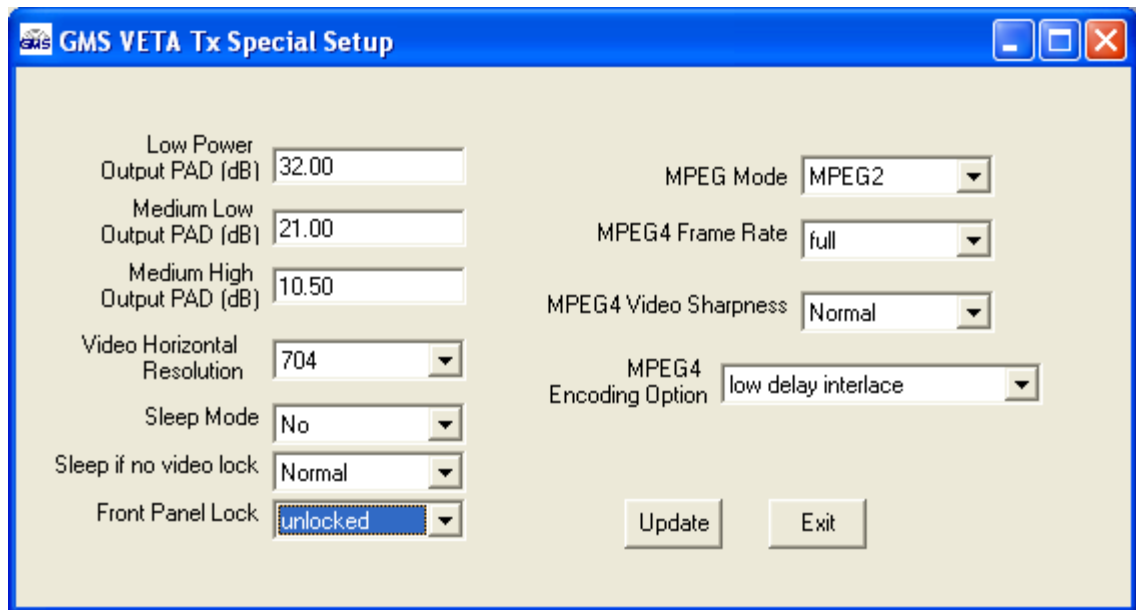 GMS GMS VETA Tx Special Setup
Low Power
Output PAD (dB) 32.00
Medium Low
Output PAD (dB) 21.00
Medium High
Output PAD (dB) 10.50
Video Horizontal
Resolution 704
Sleep Mode No
Sleep if no video lock Normal
Front Panel Lock unlocked
MPEG Mode MPEG2
MPEG4 Frame Rate full
MPEG4 Video Sharpness Normal
MPEG4
Encoding Option low delay interlace
Update Exit